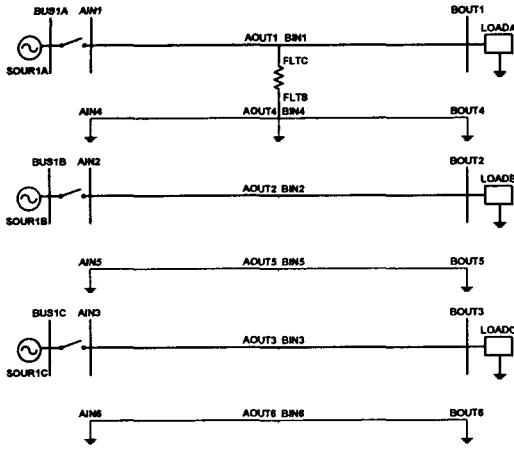 BUS1A AIN1 BOUT1
LOADA
AOUT1 BIN1
SOUR1A
FLTC
FLTS
AIN4 AOUT4 BIN4 BOUT4
BUS1B AIN2 BOUT2
LOADB
SOUR1B
AOUT2 BIN2
AIN5 AOUT5 BIN5 BOUT5
BUS1C AIN3 BOUT3
LOADC
SOUR1C
AOUT3 BIN3
AIN6 AOUT6 BIN6 BOUT6